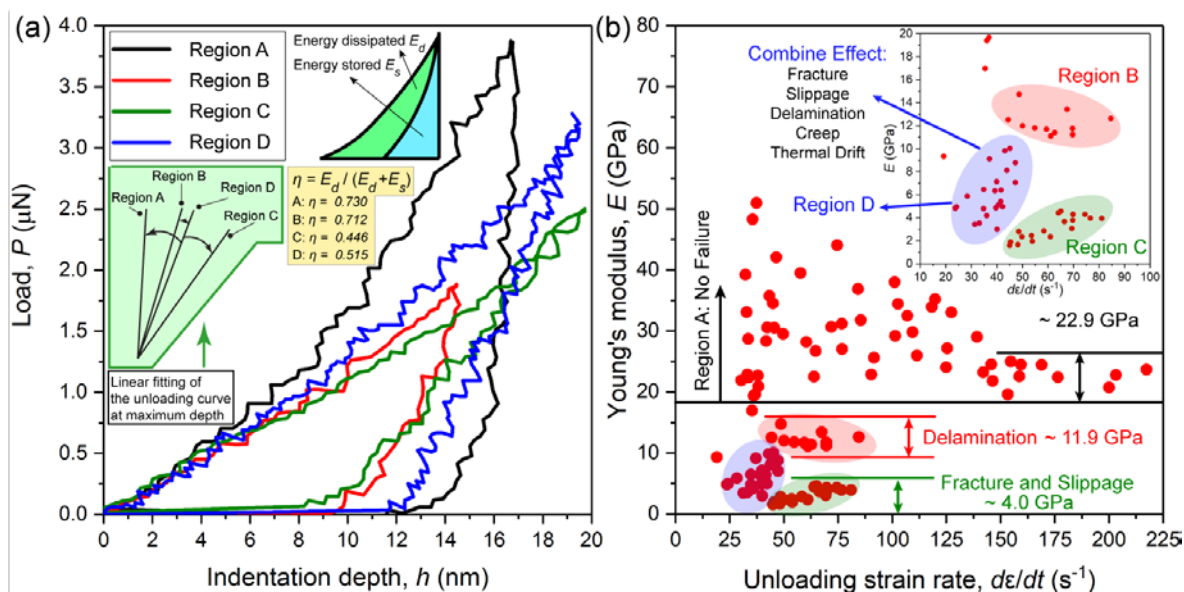 (a)
4.0
3.5
3.0
2.5
2.0
1.5
1.0
0.5
0.0
Load, P (μN)
Region A
Region B
Region C
Region D
Energy dissipated E_d
Energy stored E_s
η = E_d / (E_d+E_s)
A: η = 0.730
B: η = 0.712
C: η = 0.446
D: η = 0.515
Region B
Region A
Region D
Region C
Linear fitting of
the unloading curve
at maximum depth
0 2 4 6 8 10 12 14 16 18 20
Indentation depth, h (nm)
(b)
80
70
60
50
40
30
20
10
0
Young's modulus, E (GPa)
Combine Effect:
Fracture
Slippage
Delamination
Creep
Thermal Drift
Region D
20
18
16
14
12
10
8
6
4
2
0
E (GPa)
Region B
Region C
10 20 30 40 50 60 70 80 90 100
dε/dt (s⁻¹)
Region A: No Failure
~ 22.9 GPa
Delamination ~ 11.9 GPa
Fracture and Slippage
~ 4.0 GPa
0 25 50 75 100 125 150 175 200 225
Unloading strain rate, dε/dt (s⁻¹)